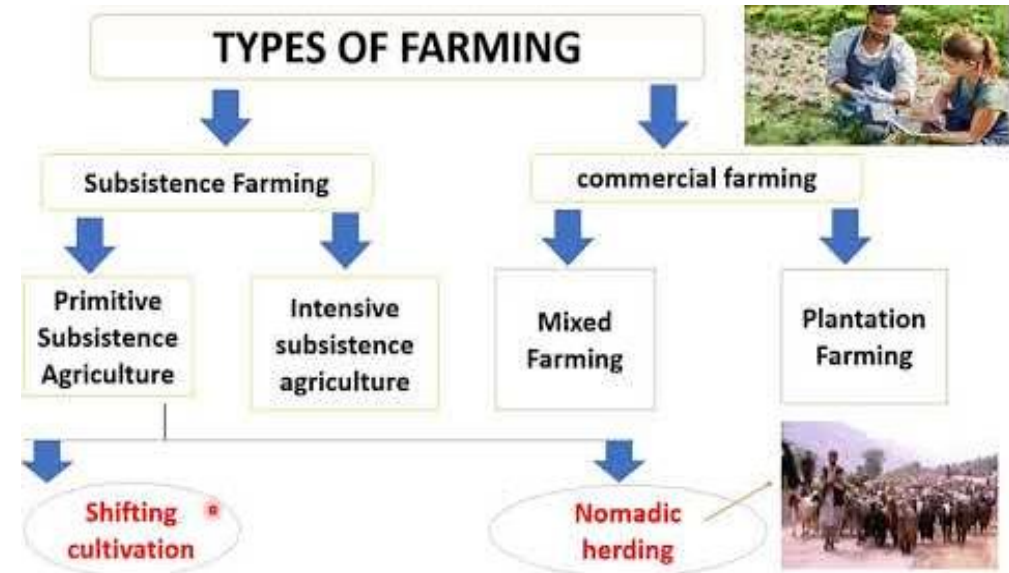 TYPES OF FARMING
Subsistence Farming
commercial farming
Primitive
Subsistence
Agriculture
Intensive
subsistence
agriculture
Mixed
Farming
Plantation
Farming
Shifting
cultivation
Nomadic
herding